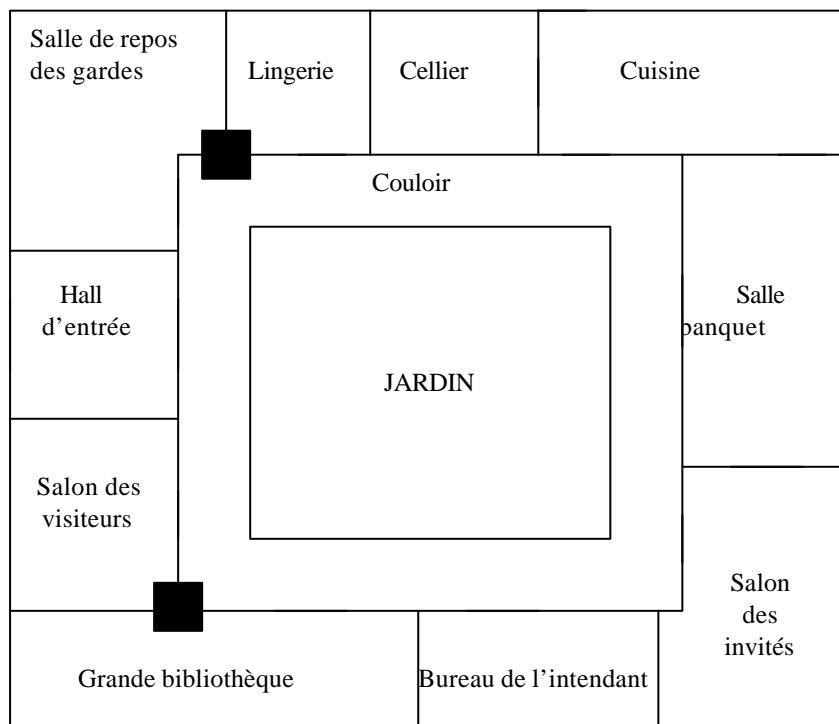 Salle de repos
des gardes
Lingerie
Cellier
Cuisine
Couloir
Hall
d'entrée
Salle
banquet
JARDIN
Salon des
visiteurs
Salon
des
invités
Grande bibliothèque
Bureau de l'intendant